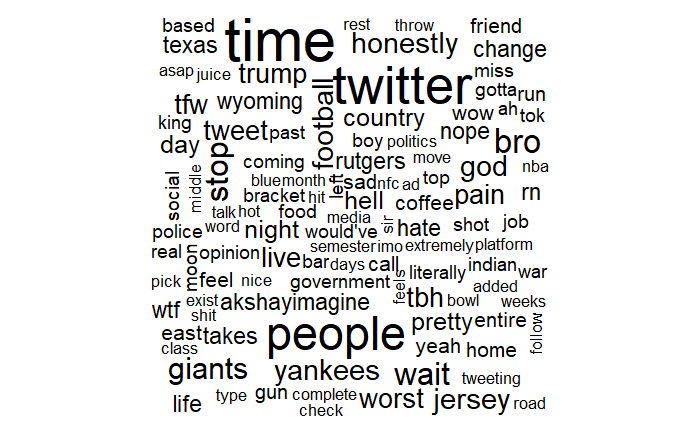 based
time
rest
throw
friend
texas
honestly
change
asap
juice
trump
twitter
miss
gotta
run
tfw
wyoming
football
country
wow
ah
tok
king
tweet
past
boy
politics
nope
bro
day
stop
coming
rutgers
move
god
nba
social
middle
blue
month
left
sad
nfc
ad
top
pain
rn
bracket
hit
hell
coffee
talk
hot
food
media
sir
hate
shot
job
police
word
night
would've
real
moon
opinion
live
semester
imo
extremely
platform
bar
days
call
feels
literally
indian
war
pick
feel
nice
government
added
wtf
exist
shit
akshay
imagine
tbh
bowl
weeks
east
takes
people
pretty
entire
follow
class
yeah
home
giants
yankees
wait
tweeting
life
type
gun
complete
check
worst
jersey
road